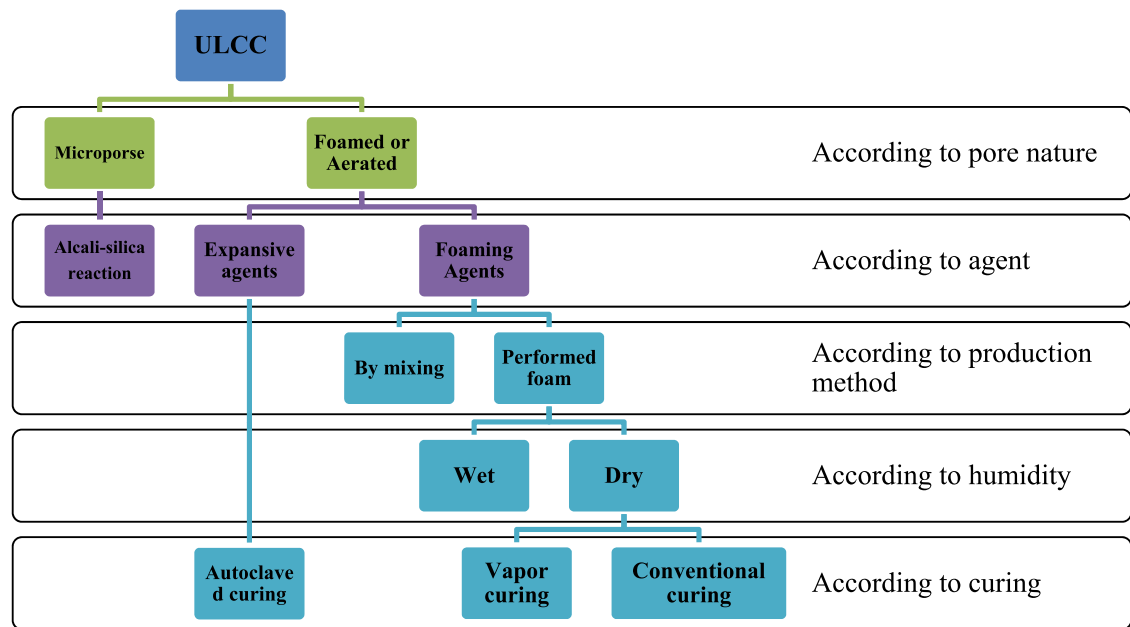 ULCC
Microporse
Foamed or
Aerated
According to pore nature
Alcali-silica
reaction
Expansive
agents
Foaming
Agents
According to agent
By mixing
Performed
foam
According to production
method
Wet
Dry
According to humidity
Autoclave
d curing
Vapor
curing
Conventional
curing
According to curing